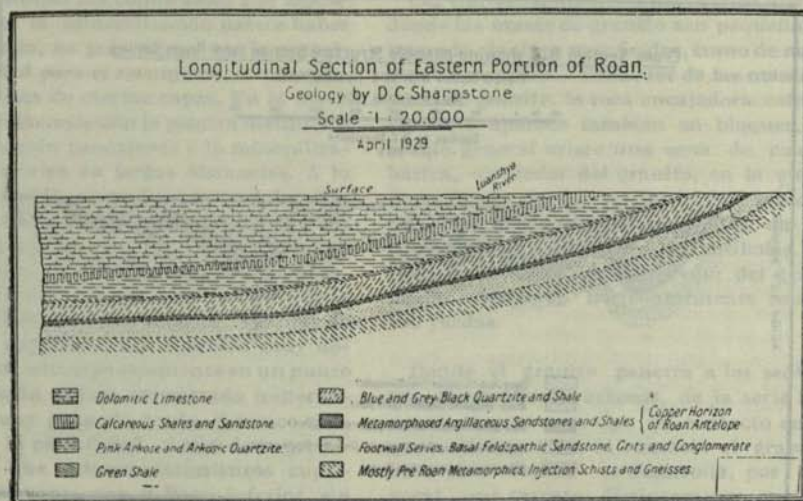 Longitudinal Section of Eastern Portion of Roan.
Geology by D C Sharpstone
Scale 1 : 20.000
April 1929
Surface
Luanshya River
Dolomitic Limestone
Calcareous Shales and Sandstone
Pink Arkose and Arkosic Quartzite.
Green Shale
Blue and Grey-Black Quartzite and Shale
Metamorphosed Argillaceous Sandstones and Shales
Copper Horizon
of Roan Antelope
Footwall Series, Basal Feldspathic Sandstone, Grits and Conglomerate
Mostly Pre Roan Metamorphics, Injection Schists and Gneisses